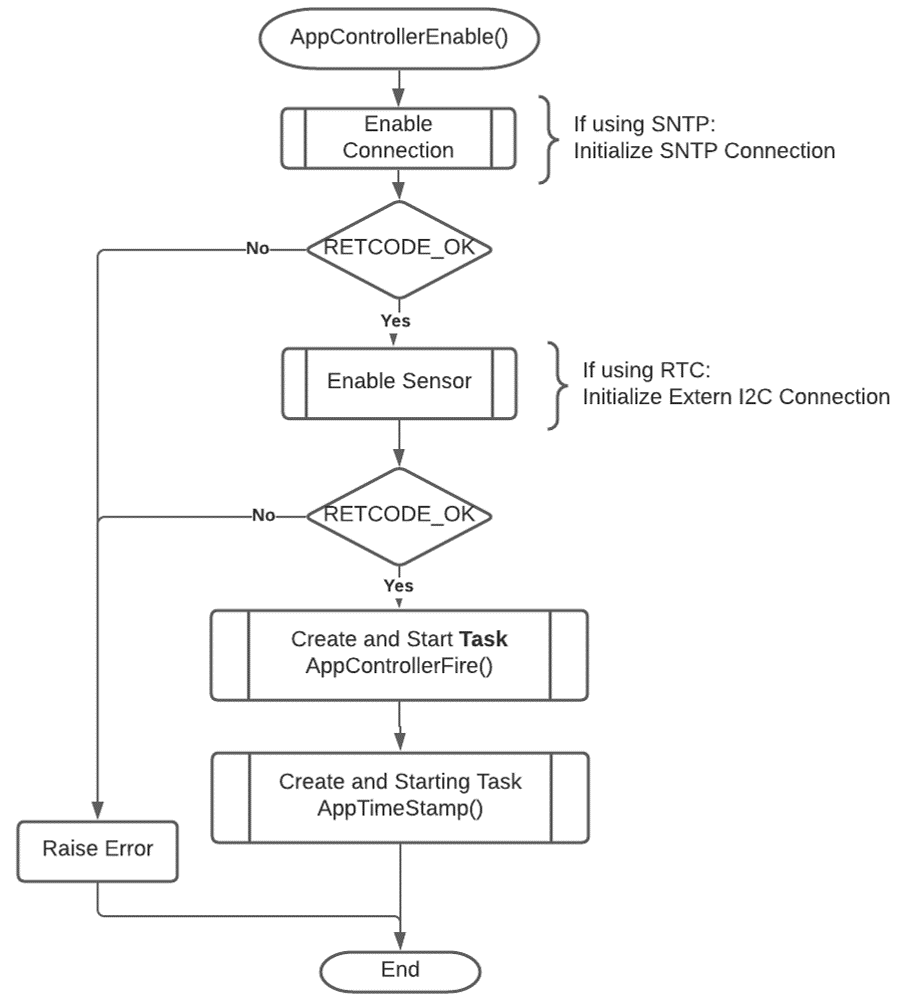 AppControllerEnable()
Enable
Connection
If using SNTP:
Initialize SNTP Connection
RETCODE_OK
No
Yes
Enable Sensor
If using RTC:
Initialize Extern I2C Connection
RETCODE_OK
No
Yes
Create and Start Task
AppControllerFire()
Create and Starting Task
AppTimeStamp()
Raise Error
End